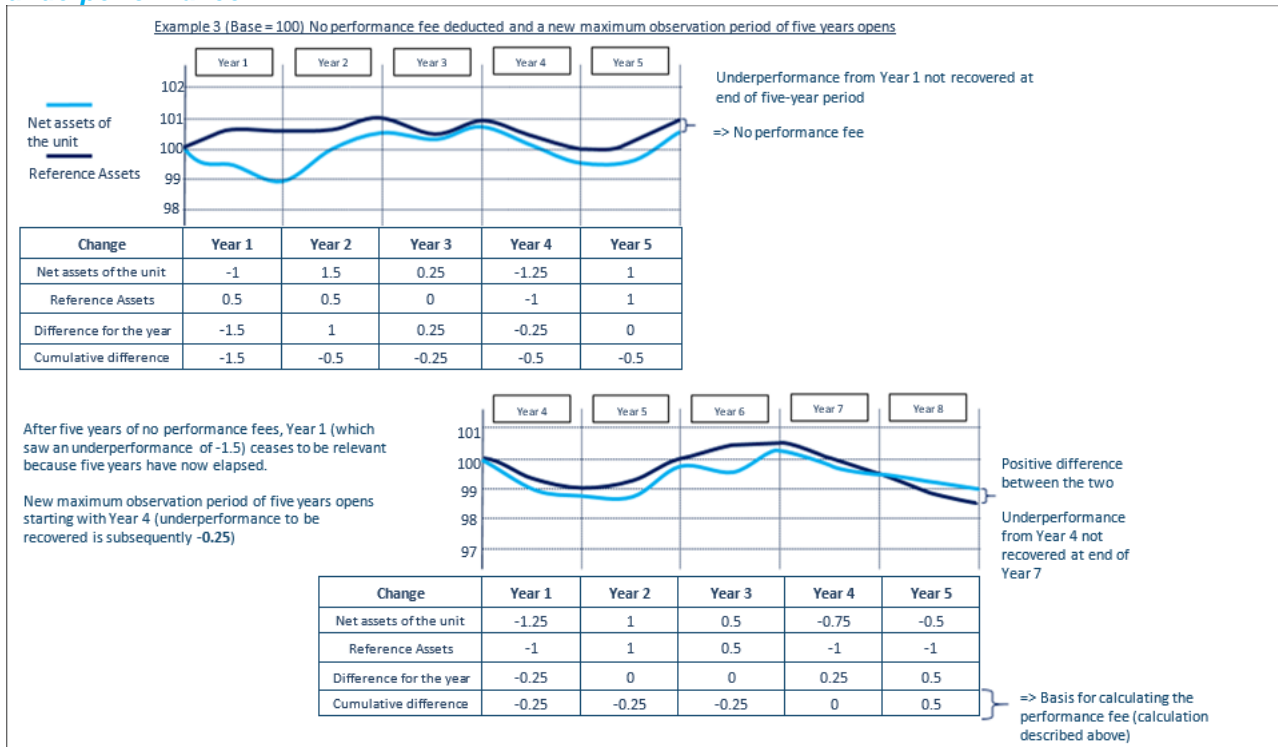 Example 3 (Base = 100) No performance fee deducted and a new maximum observation period of five years opens
Year 1 Year 2 Year 3 Year 4 Year 5
102
101
100
99
98
Net assets of
the unit
Reference Assets
Underperformance from Year 1 not recovered at
end of five-year period
=> No performance fee
Change Year 1 Year 2 Year 3 Year 4 Year 5
Net assets of the unit -1 1.5 0.25 -1.25 1
Reference Assets 0.5 0.5 0 -1 1
Difference for the year -1.5 1 0.25 -0.25 0
Cumulative difference -1.5 -0.5 -0.25 -0.5 -0.5
After five years of no performance fees, Year 1 (which
saw an underperformance of -1.5) ceases to be relevant
because five years have now elapsed.
New maximum observation period of five years opens
starting with Year 4 (underperformance to be
recovered is subsequently -0.25)
Year 4 Year 5 Year 6 Year 7 Year 8
101
100
99
98
97
Positive difference
between the two
Underperformance
from Year 4 not
recovered at end of
Year 7
Change Year 1 Year 2 Year 3 Year 4 Year 5
Net assets of the unit -1.25 1 0.5 -0.75 -0.5
Reference Assets -1 1 0.5 -1 -1
Difference for the year -0.25 0 0 0.25 0.5
Cumulative difference -0.25 -0.25 -0.25 0 0.5
=> Basis for calculating the
performance fee (calculation
described above)